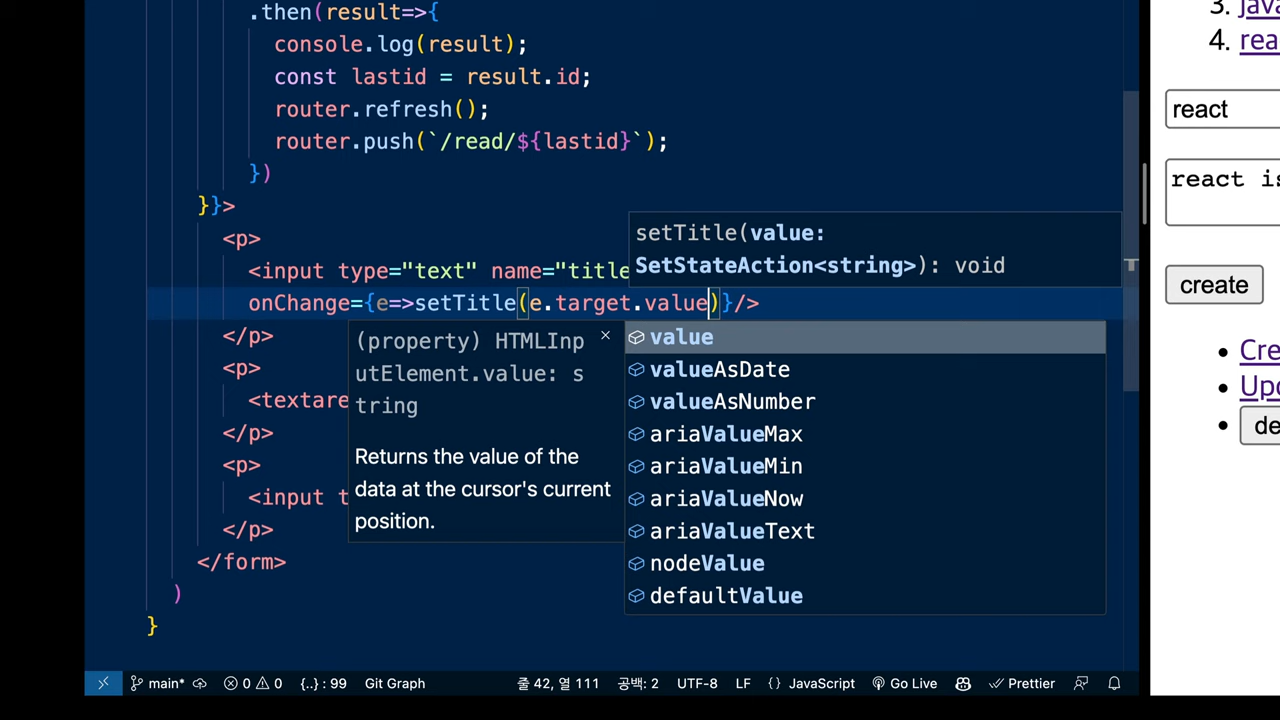 .then(result=>{
console.log(result);
const lastid = result.id;
router.refresh();
router.push(`/read/${lastid}`);
})
}}>
<p>
<input type="text" name="title
onChange={e=>setTitle(e.target.value)}/>
</p>
<p>
<textare
</p>
<p>
<input t
</p>
</form>
)
}
setTitle(value:
SetStateAction<string>): void
(property) HTMLInp
utElement.value: s
tring
Returns the value of the
data at the cursor's current
position.
value
valueAsDate
valueAsNumber
ariaValueMax
ariaValueMin
ariaValueNow
ariaValueText
nodeValue
defaultValue
main* 0 0 {..} : 99 Git Graph 줄 42, 열 111 공백: 2 UTF-8 LF {} JavaScript Go Live Prettier
3. java
4. rea
react
react is
create
Cre
Upd
de